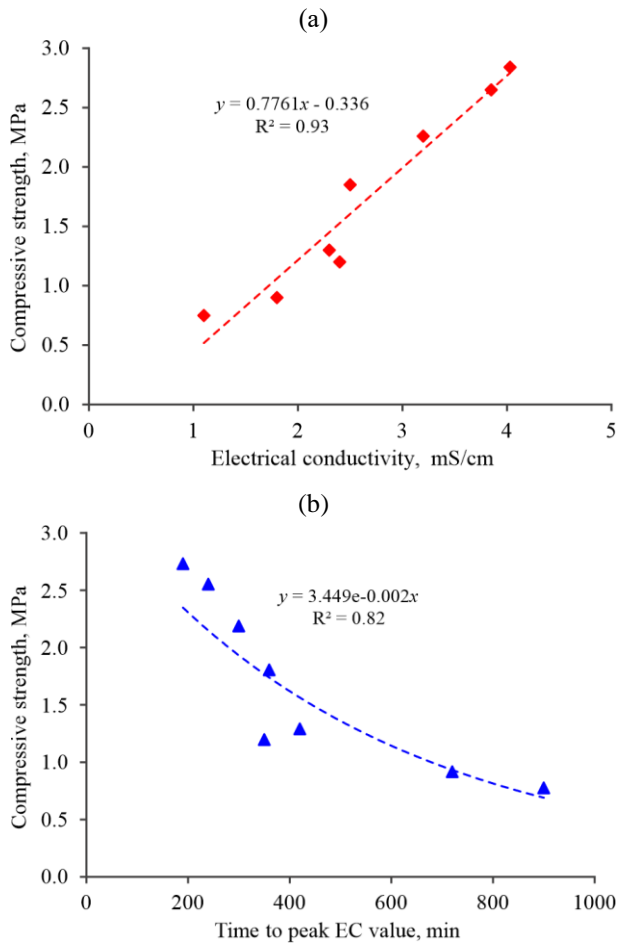 (a)
3.0
2.5
2.0
1.5
1.0
0.5
0.0
Compressive strength, MPa
y = 0.7761x - 0.336
R² = 0.93
0 1 2 3 4 5
Electrical conductivity, mS/cm
(b)
3.0
2.5
2.0
1.5
1.0
0.5
0.0
Compressive strength, MPa
y = 3.449e-0.002x
R² = 0.82
0 200 400 600 800 1000
Time to peak EC value, min